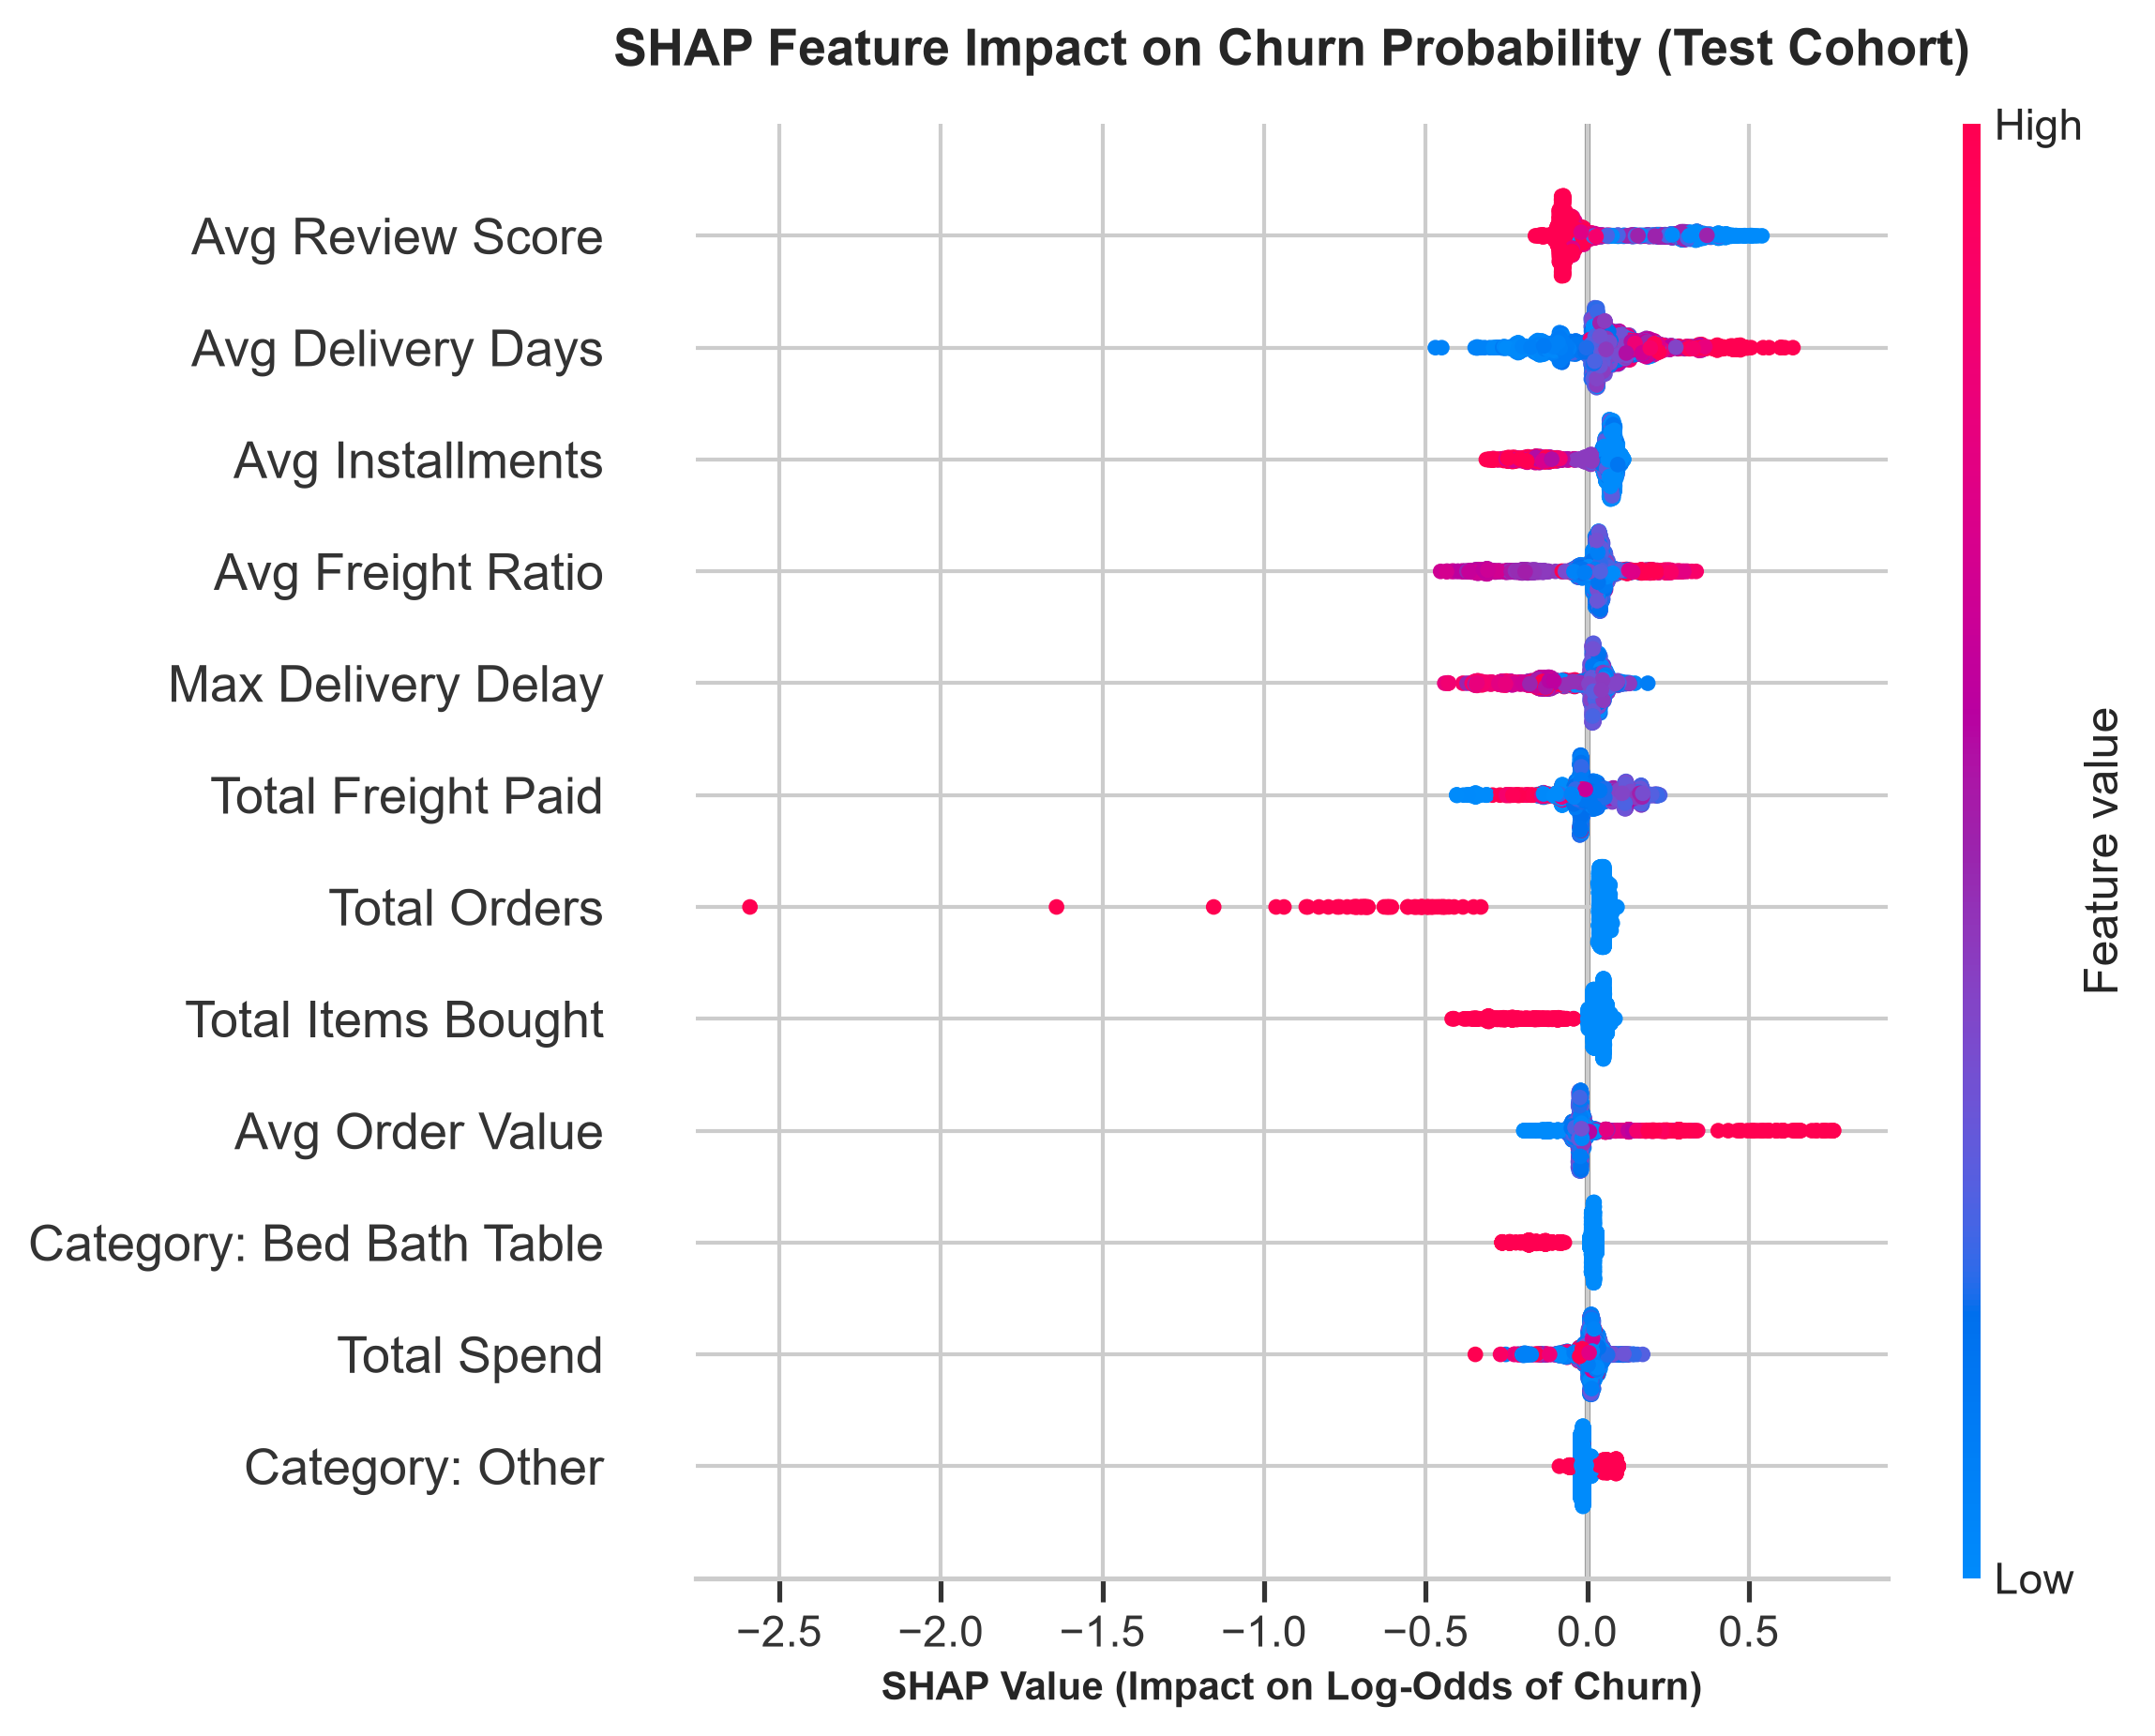 SHAP Feature Impact on Churn Probability (Test Cohort)
High
Avg Review Score
Avg Delivery Days
Avg Installments
Avg Freight Ratio
Max Delivery Delay
Total Freight Paid
Total Orders
Total Items Bought
Avg Order Value
Category: Bed Bath Table
Total Spend
Category: Other
Feature value
Low
−2.5 −2.0 −1.5 −1.0 −0.5 0.0 0.5
SHAP Value (Impact on Log-Odds of Churn)